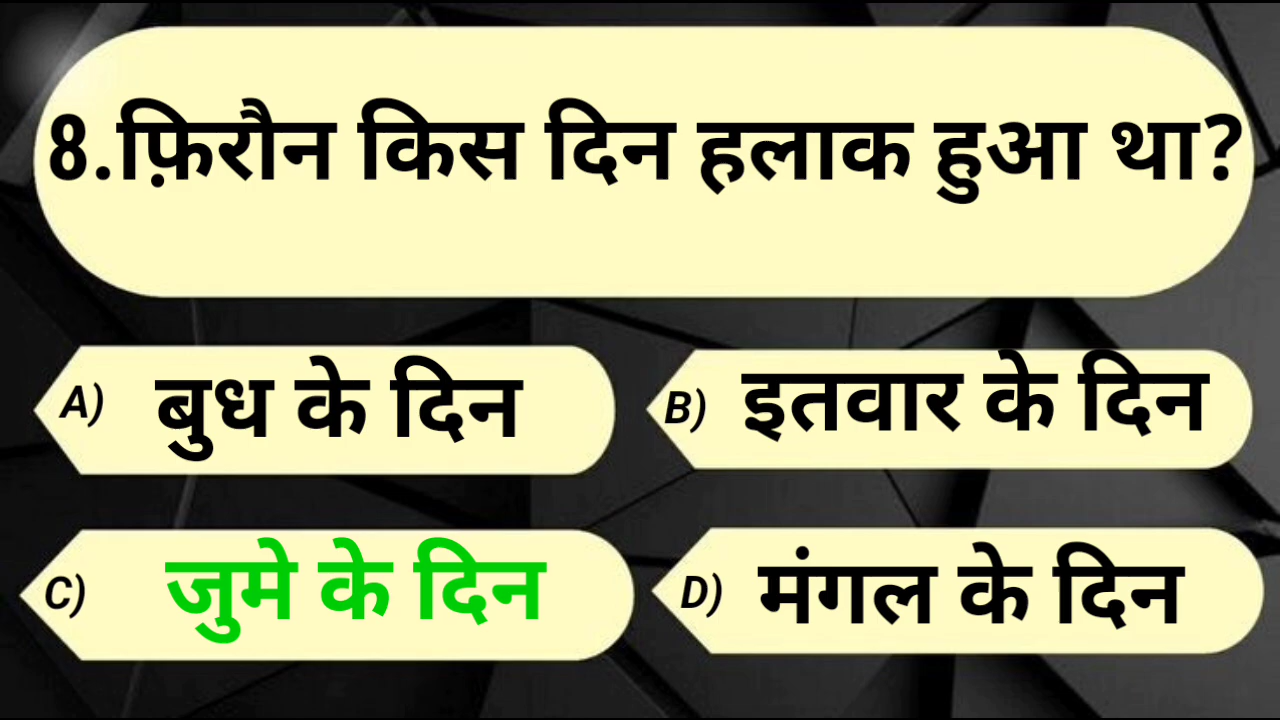 8.फ़िरौन किस दिन हलाक हुआ था?
A) बुध के दिन
B) इतवार के दिन
C) जुमे के दिन
D) मंगल के दिन